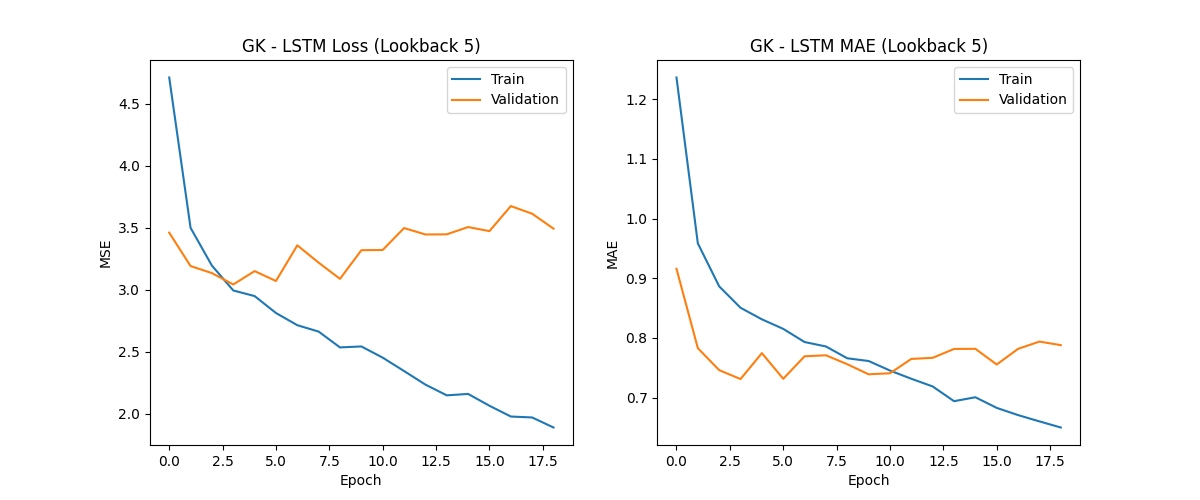 GK - LSTM Loss (Lookback 5)
Train
Validation
4.5
4.0
3.5
3.0
2.5
2.0
MSE
0.0 2.5 5.0 7.5 10.0 12.5 15.0 17.5
Epoch
GK - LSTM MAE (Lookback 5)
Train
Validation
1.2
1.1
1.0
0.9
0.8
0.7
MAE
0.0 2.5 5.0 7.5 10.0 12.5 15.0 17.5
Epoch